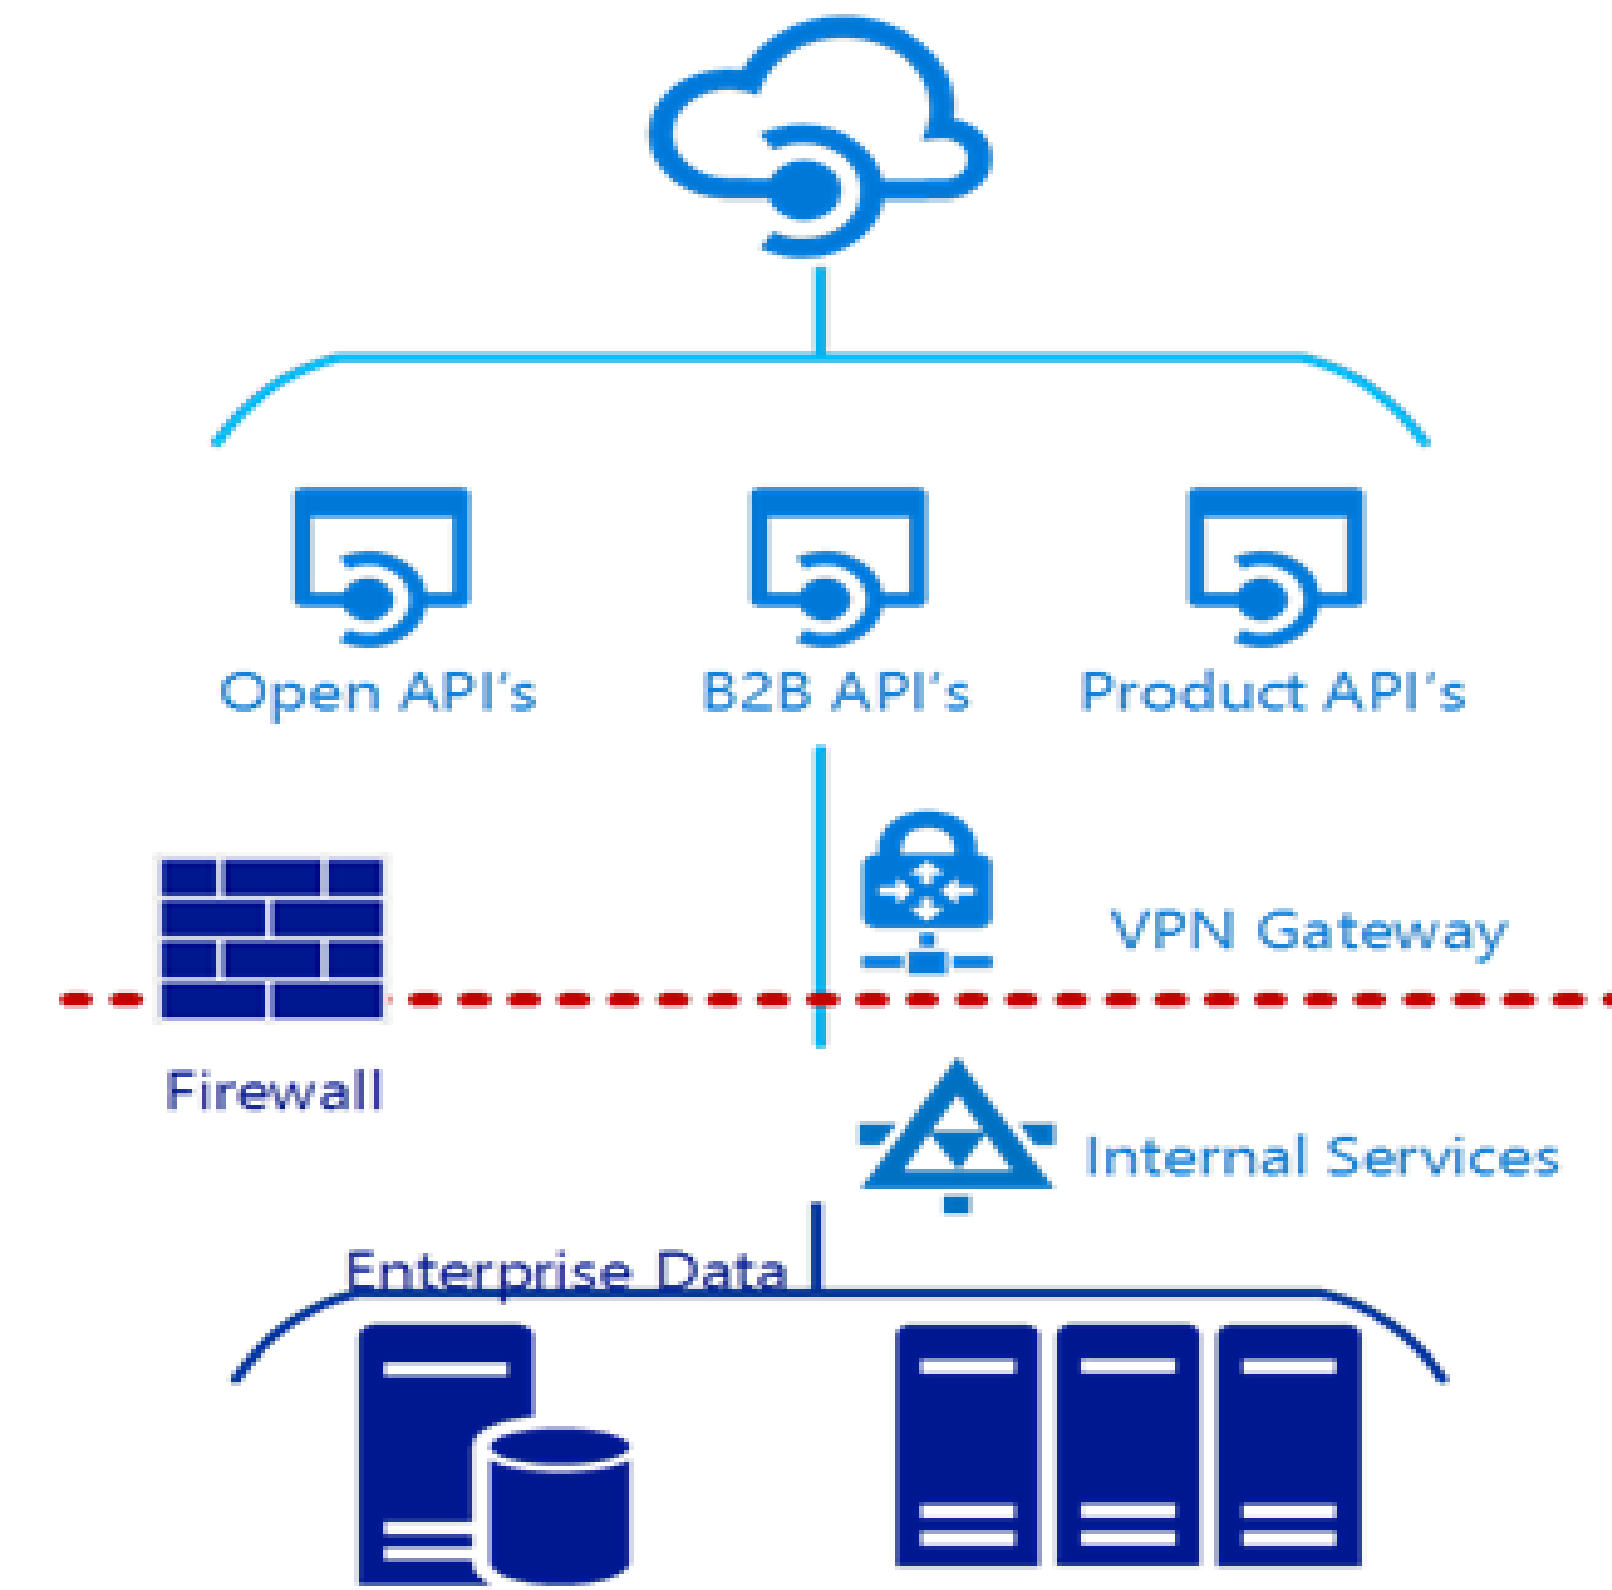 Open API's
B2B API's
Product API's
VPN Gateway
Firewall
Internal Services
Enterprise Data